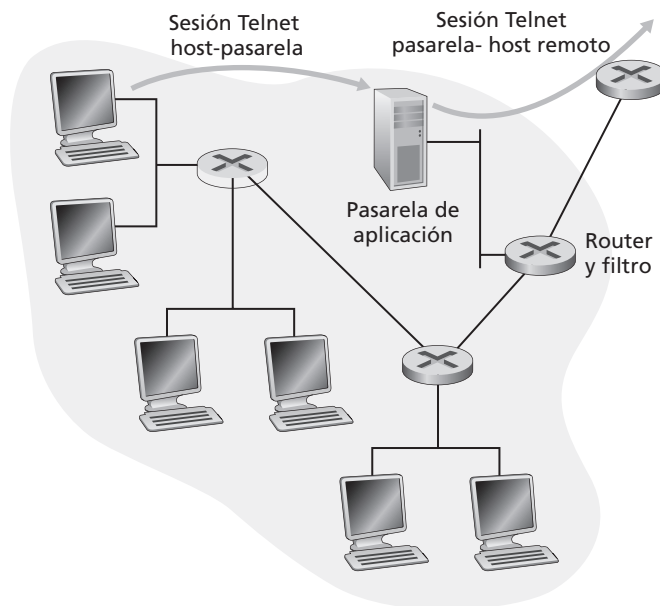 Sesión Telnet
host-pasarela
Sesión Telnet
pasarela- host remoto
Pasarela de
aplicación
Router
y filtro